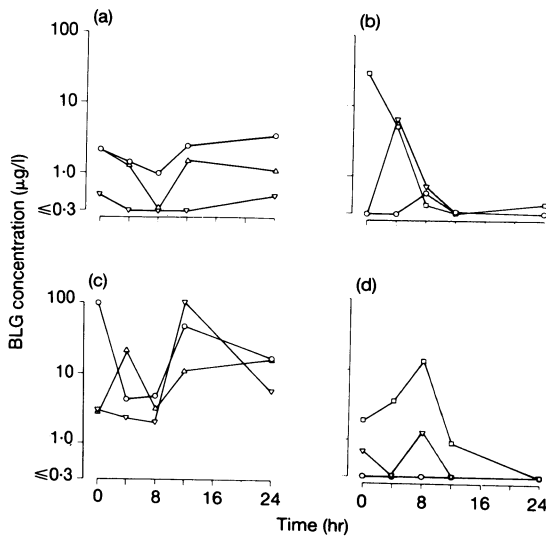 (a)
(b)
100
10
1·0
≤0·3
BLG concentration (µg/l)
(c)
(d)
100
10
1·0
≤0·3
0 8 16 24
0 8 16 24
Time (hr)